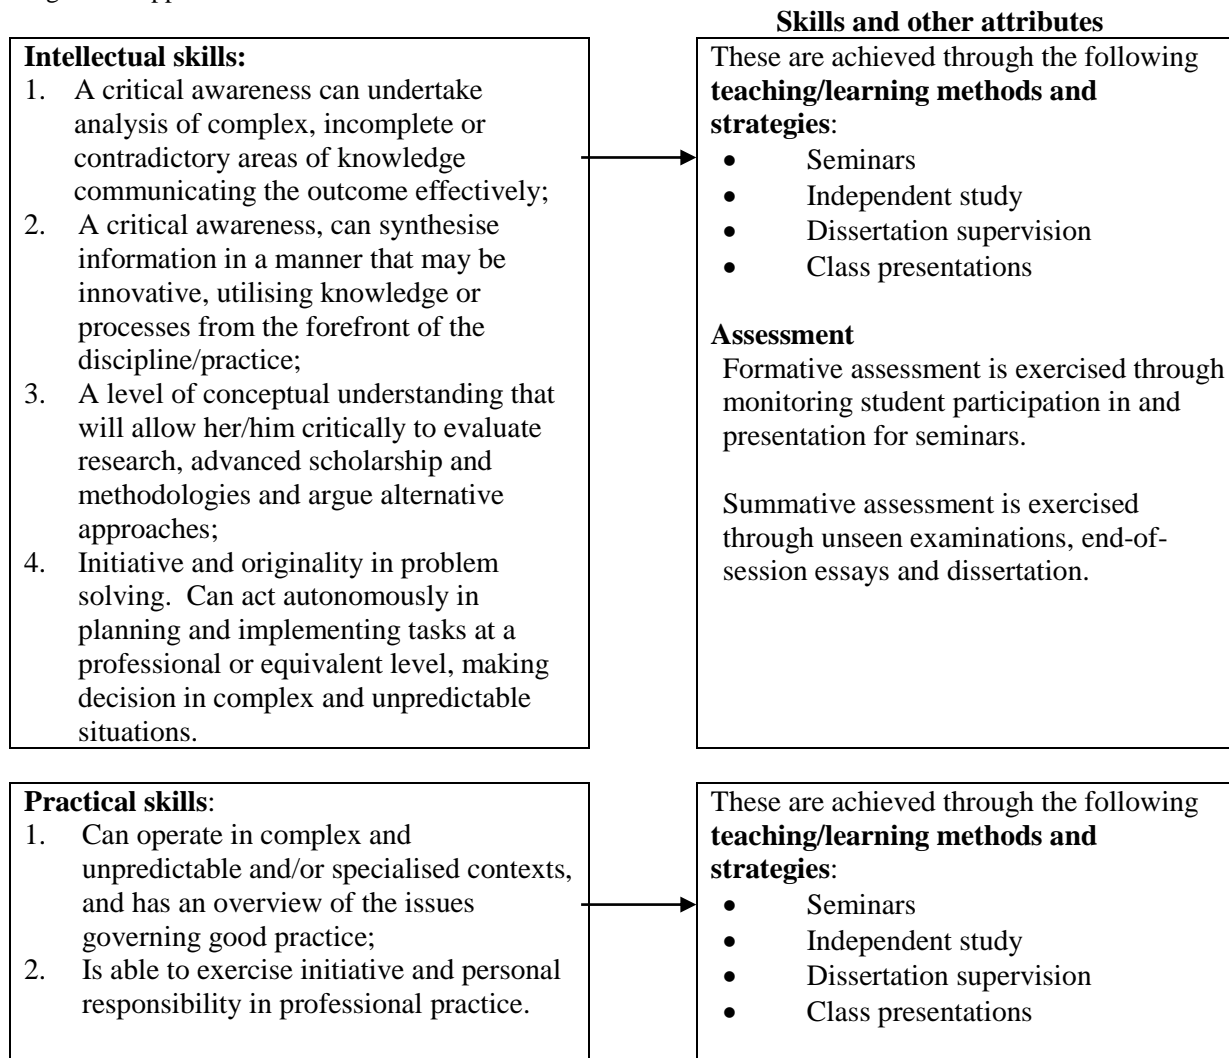 Skills and other attributes
Intellectual skills:
1. A critical awareness can undertake
analysis of complex, incomplete or
contradictory areas of knowledge
communicating the outcome effectively;
2. A critical awareness, can synthesise
information in a manner that may be
innovative, utilising knowledge or
processes from the forefront of the
discipline/practice;
3. A level of conceptual understanding that
will allow her/him critically to evaluate
research, advanced scholarship and
methodologies and argue alternative
approaches;
4. Initiative and originality in problem
solving. Can act autonomously in
planning and implementing tasks at a
professional or equivalent level, making
decision in complex and unpredictable
situations.
These are achieved through the following
teaching/learning methods and
strategies:
• Seminars
• Independent study
• Dissertation supervision
• Class presentations
Assessment
Formative assessment is exercised through
monitoring student participation in and
presentation for seminars.
Summative assessment is exercised
through unseen examinations, end-of-
session essays and dissertation.
Practical skills:
1. Can operate in complex and
unpredictable and/or specialised contexts,
and has an overview of the issues
governing good practice;
2. Is able to exercise initiative and personal
responsibility in professional practice.
These are achieved through the following
teaching/learning methods and
strategies:
• Seminars
• Independent study
• Dissertation supervision
• Class presentations